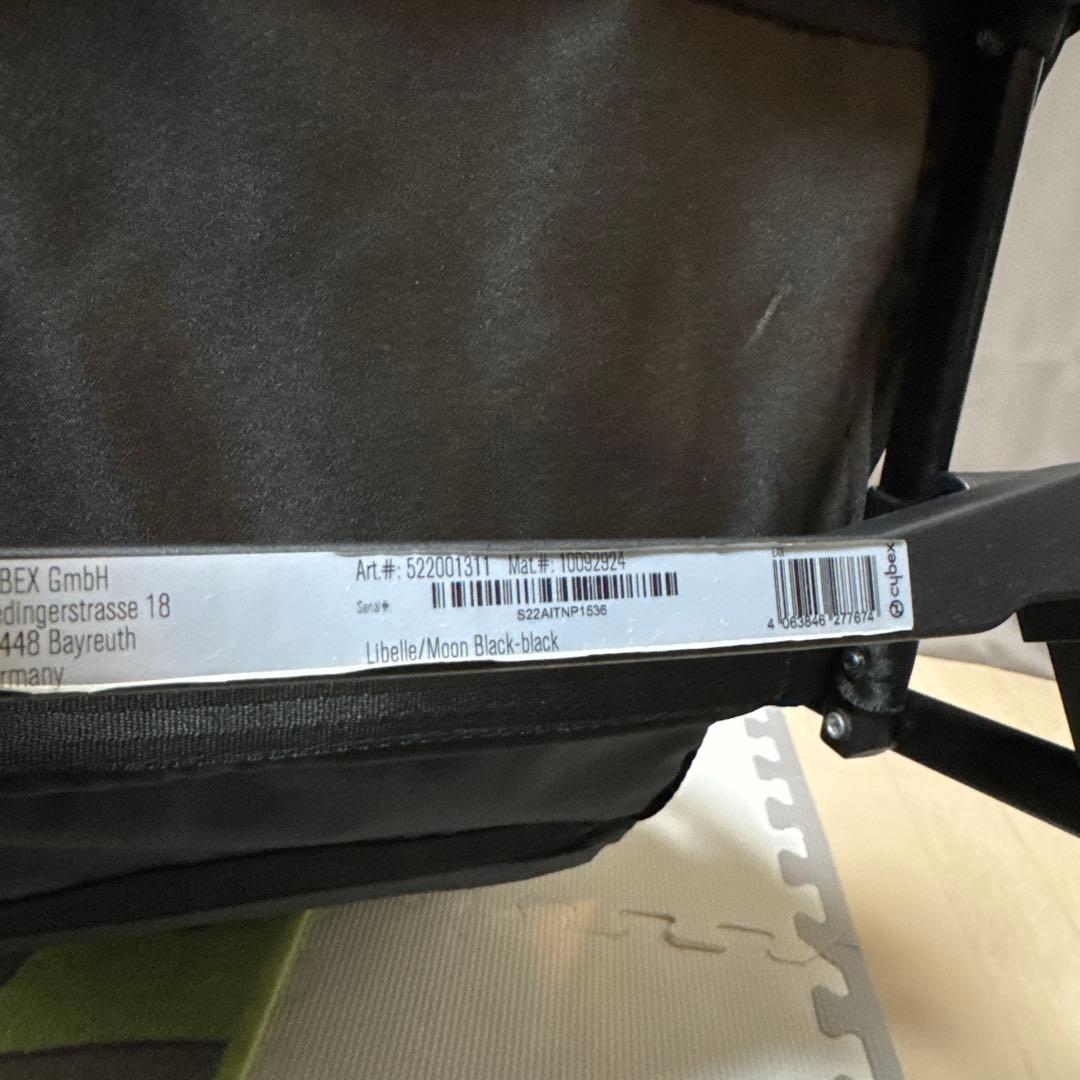 BEX GmbH
edingerstrasse 18
448 Bayreuth
rmany
Art.#: 522001311 Mat.#: 10092924
Serial#:
S22AITNP1536
Libelle/Moon Black-black
EAN
4 063846 277674
cybex